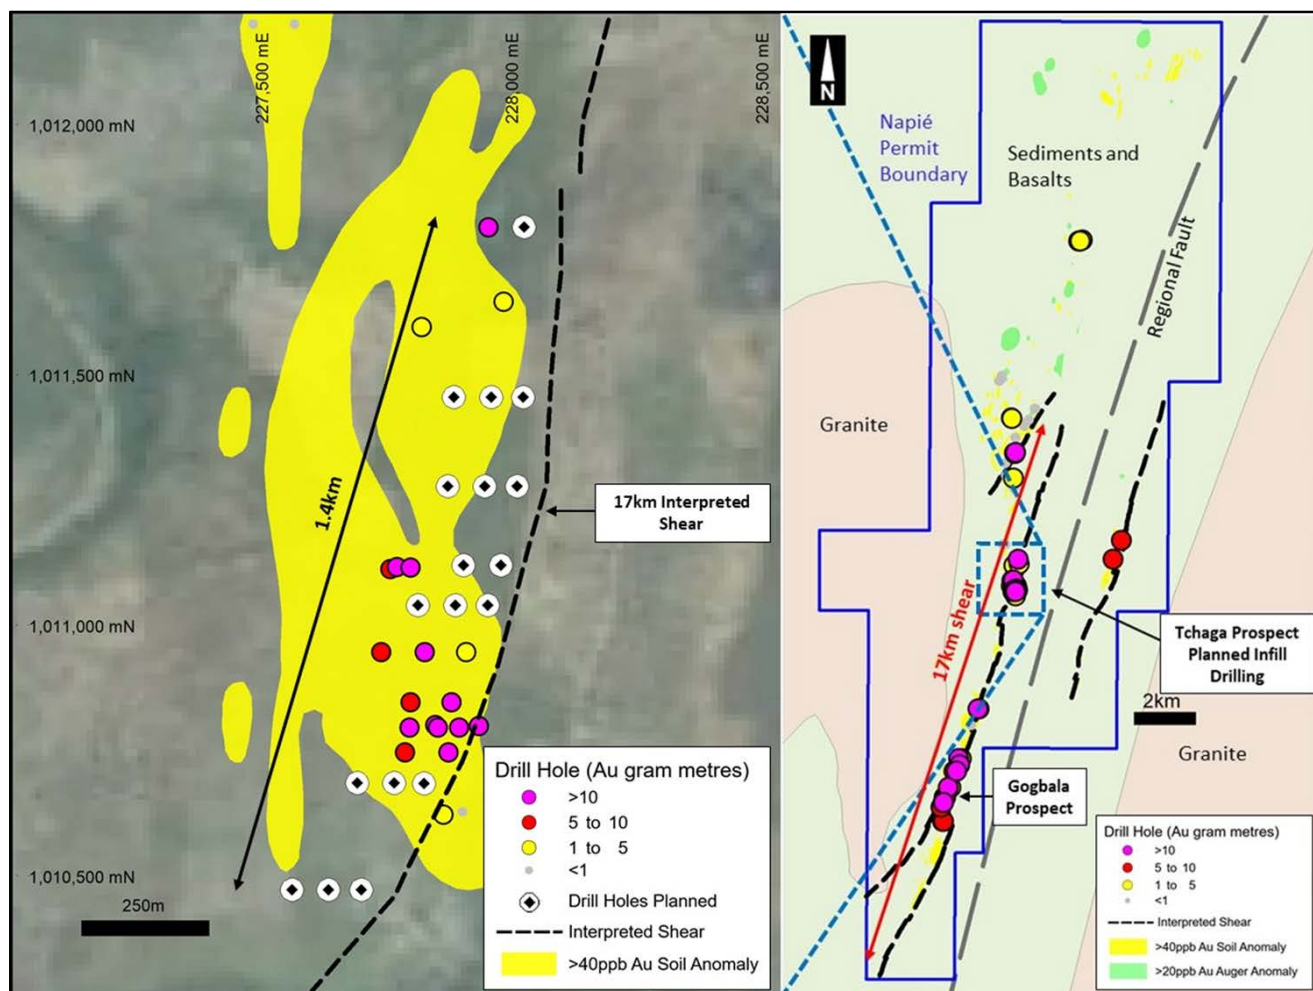 227,500 mE
228,000 mE
228,500 mE
1,012,000 mN
1,011,500 mN
1,011,000 mN
1,010,500 mN
1.4km
17km Interpreted
Shear
250m
Drill Hole (Au gram metres)
>10
5 to 10
1 to 5
<1
Drill Holes Planned
Interpreted Shear
>40ppb Au Soil Anomaly
N
Napié
Permit
Boundary
Sediments and
Basalts
Regional Fault
Granite
17km shear
Tchaga Prospect
Planned Infill
Drilling
2km
Granite
Gogbala
Prospect
Drill Hole (Au gram metres)
>10
5 to 10
1 to 5
<1
Interpreted Shear
>40ppb Au Soil Anomaly
>20ppb Au Auger Anomaly